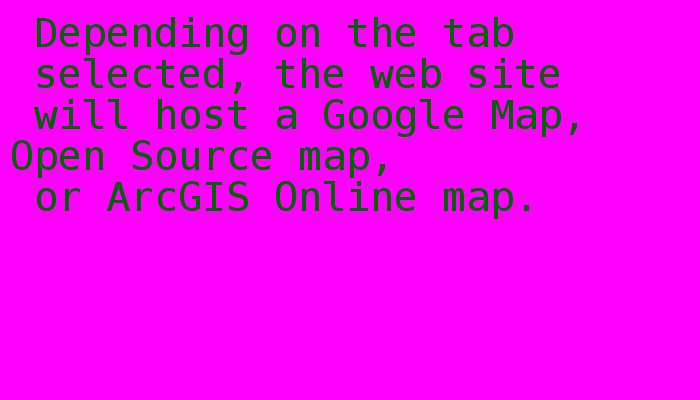 Depending on the tab
selected, the web site
will host a Google Map,
Open Source map,
or ArcGIS Online map.